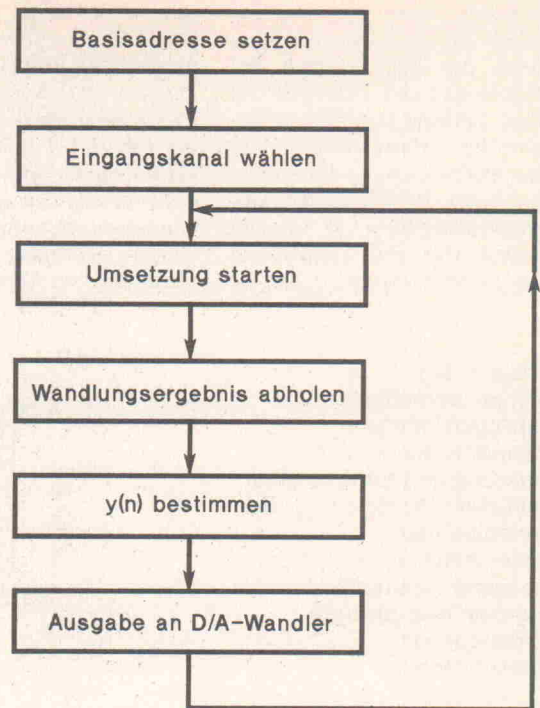 Basisadresse setzen
Eingangskanal wählen
Umsetzung starten
Wandlungsergebnis abholen
y(n) bestimmen
Ausgabe an D/A-Wandler